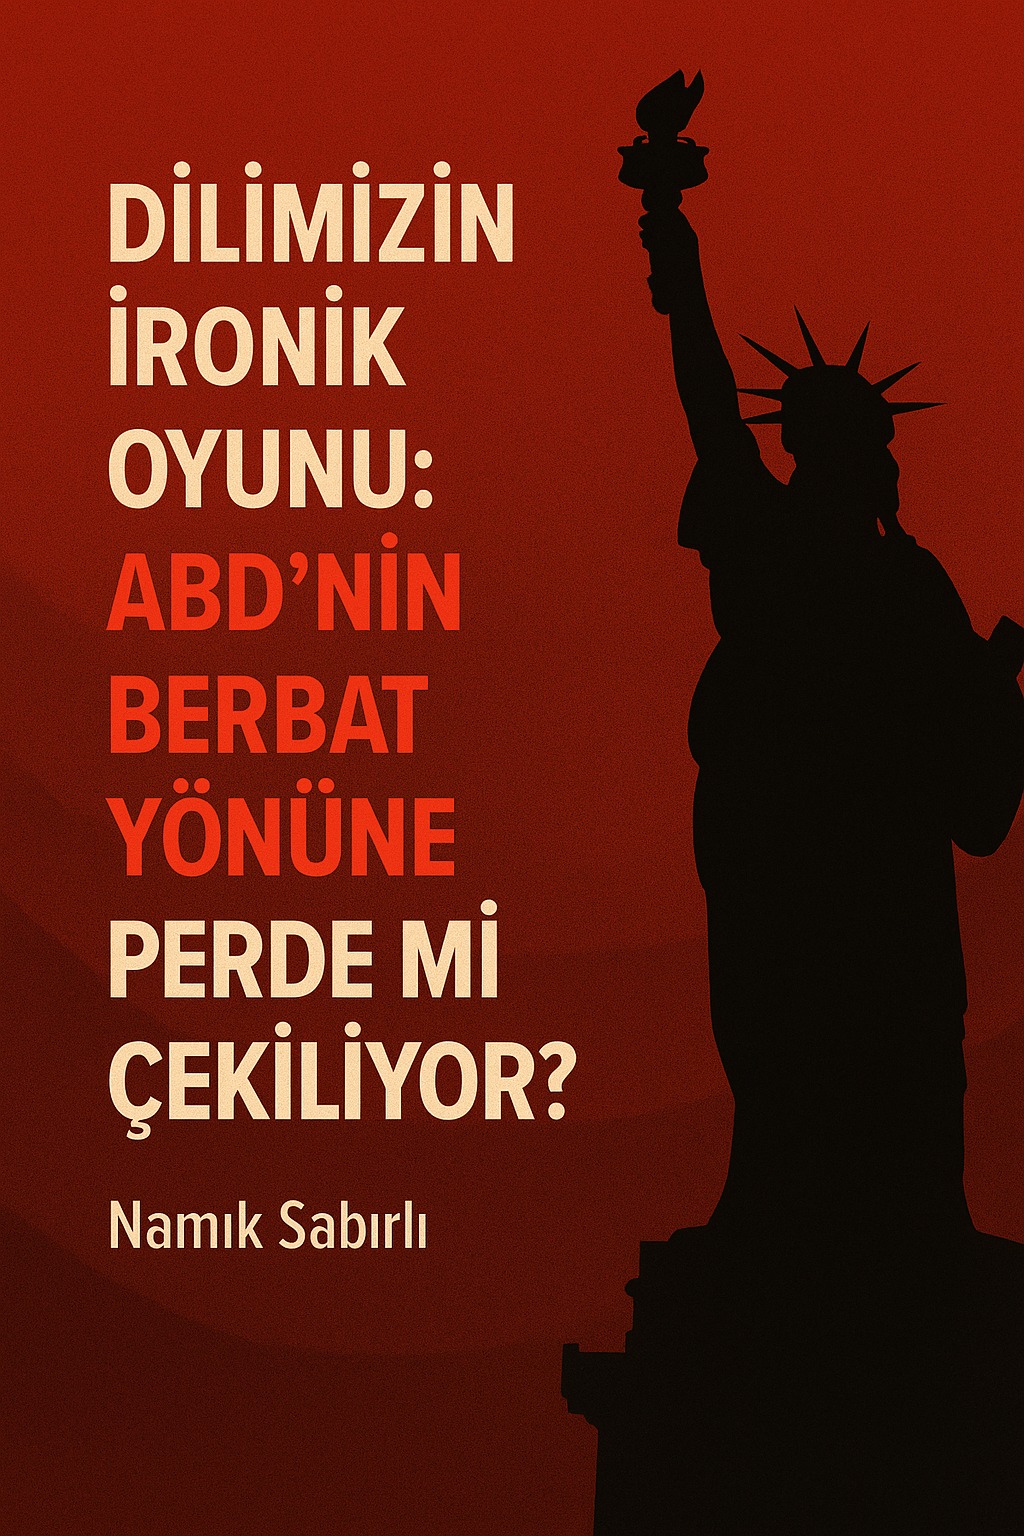 DİLİMİZİN
İRONİK
OYUNU:
ABD’NİN
BERBAT
YÖNÜNE
PERDE Mİ
ÇEKİLİYOR?
Namık Sabırlı